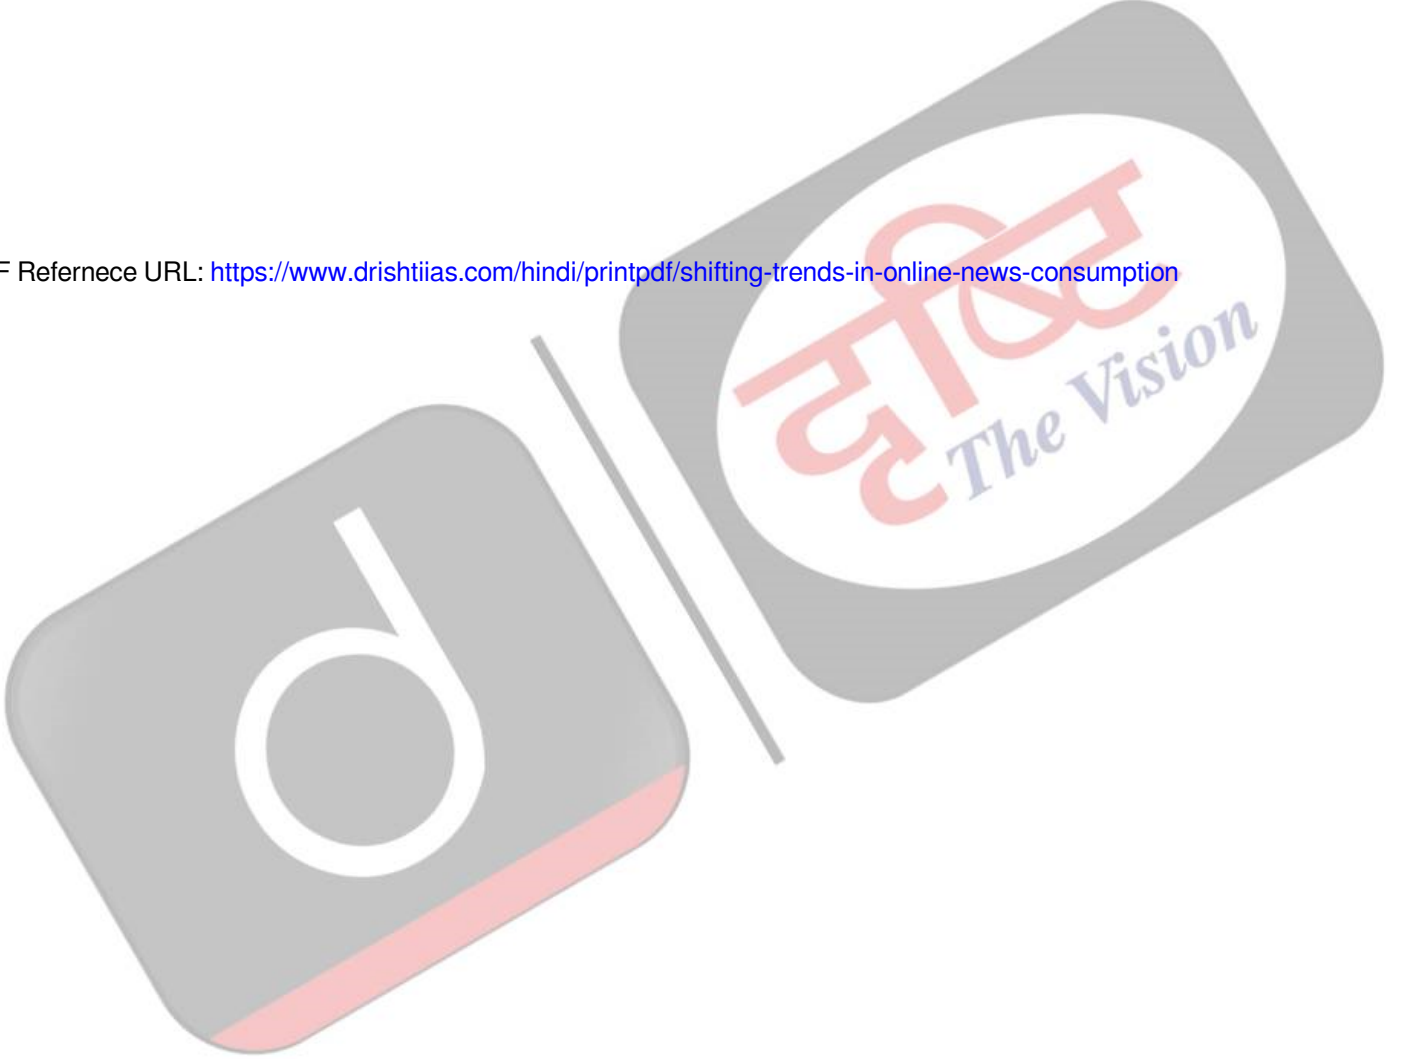 F Refernece URL: https://www.drishtiias.com/hindi/printpdf/shifting-trends-in-online-news-consumption
दृष्टि
The Vision
d